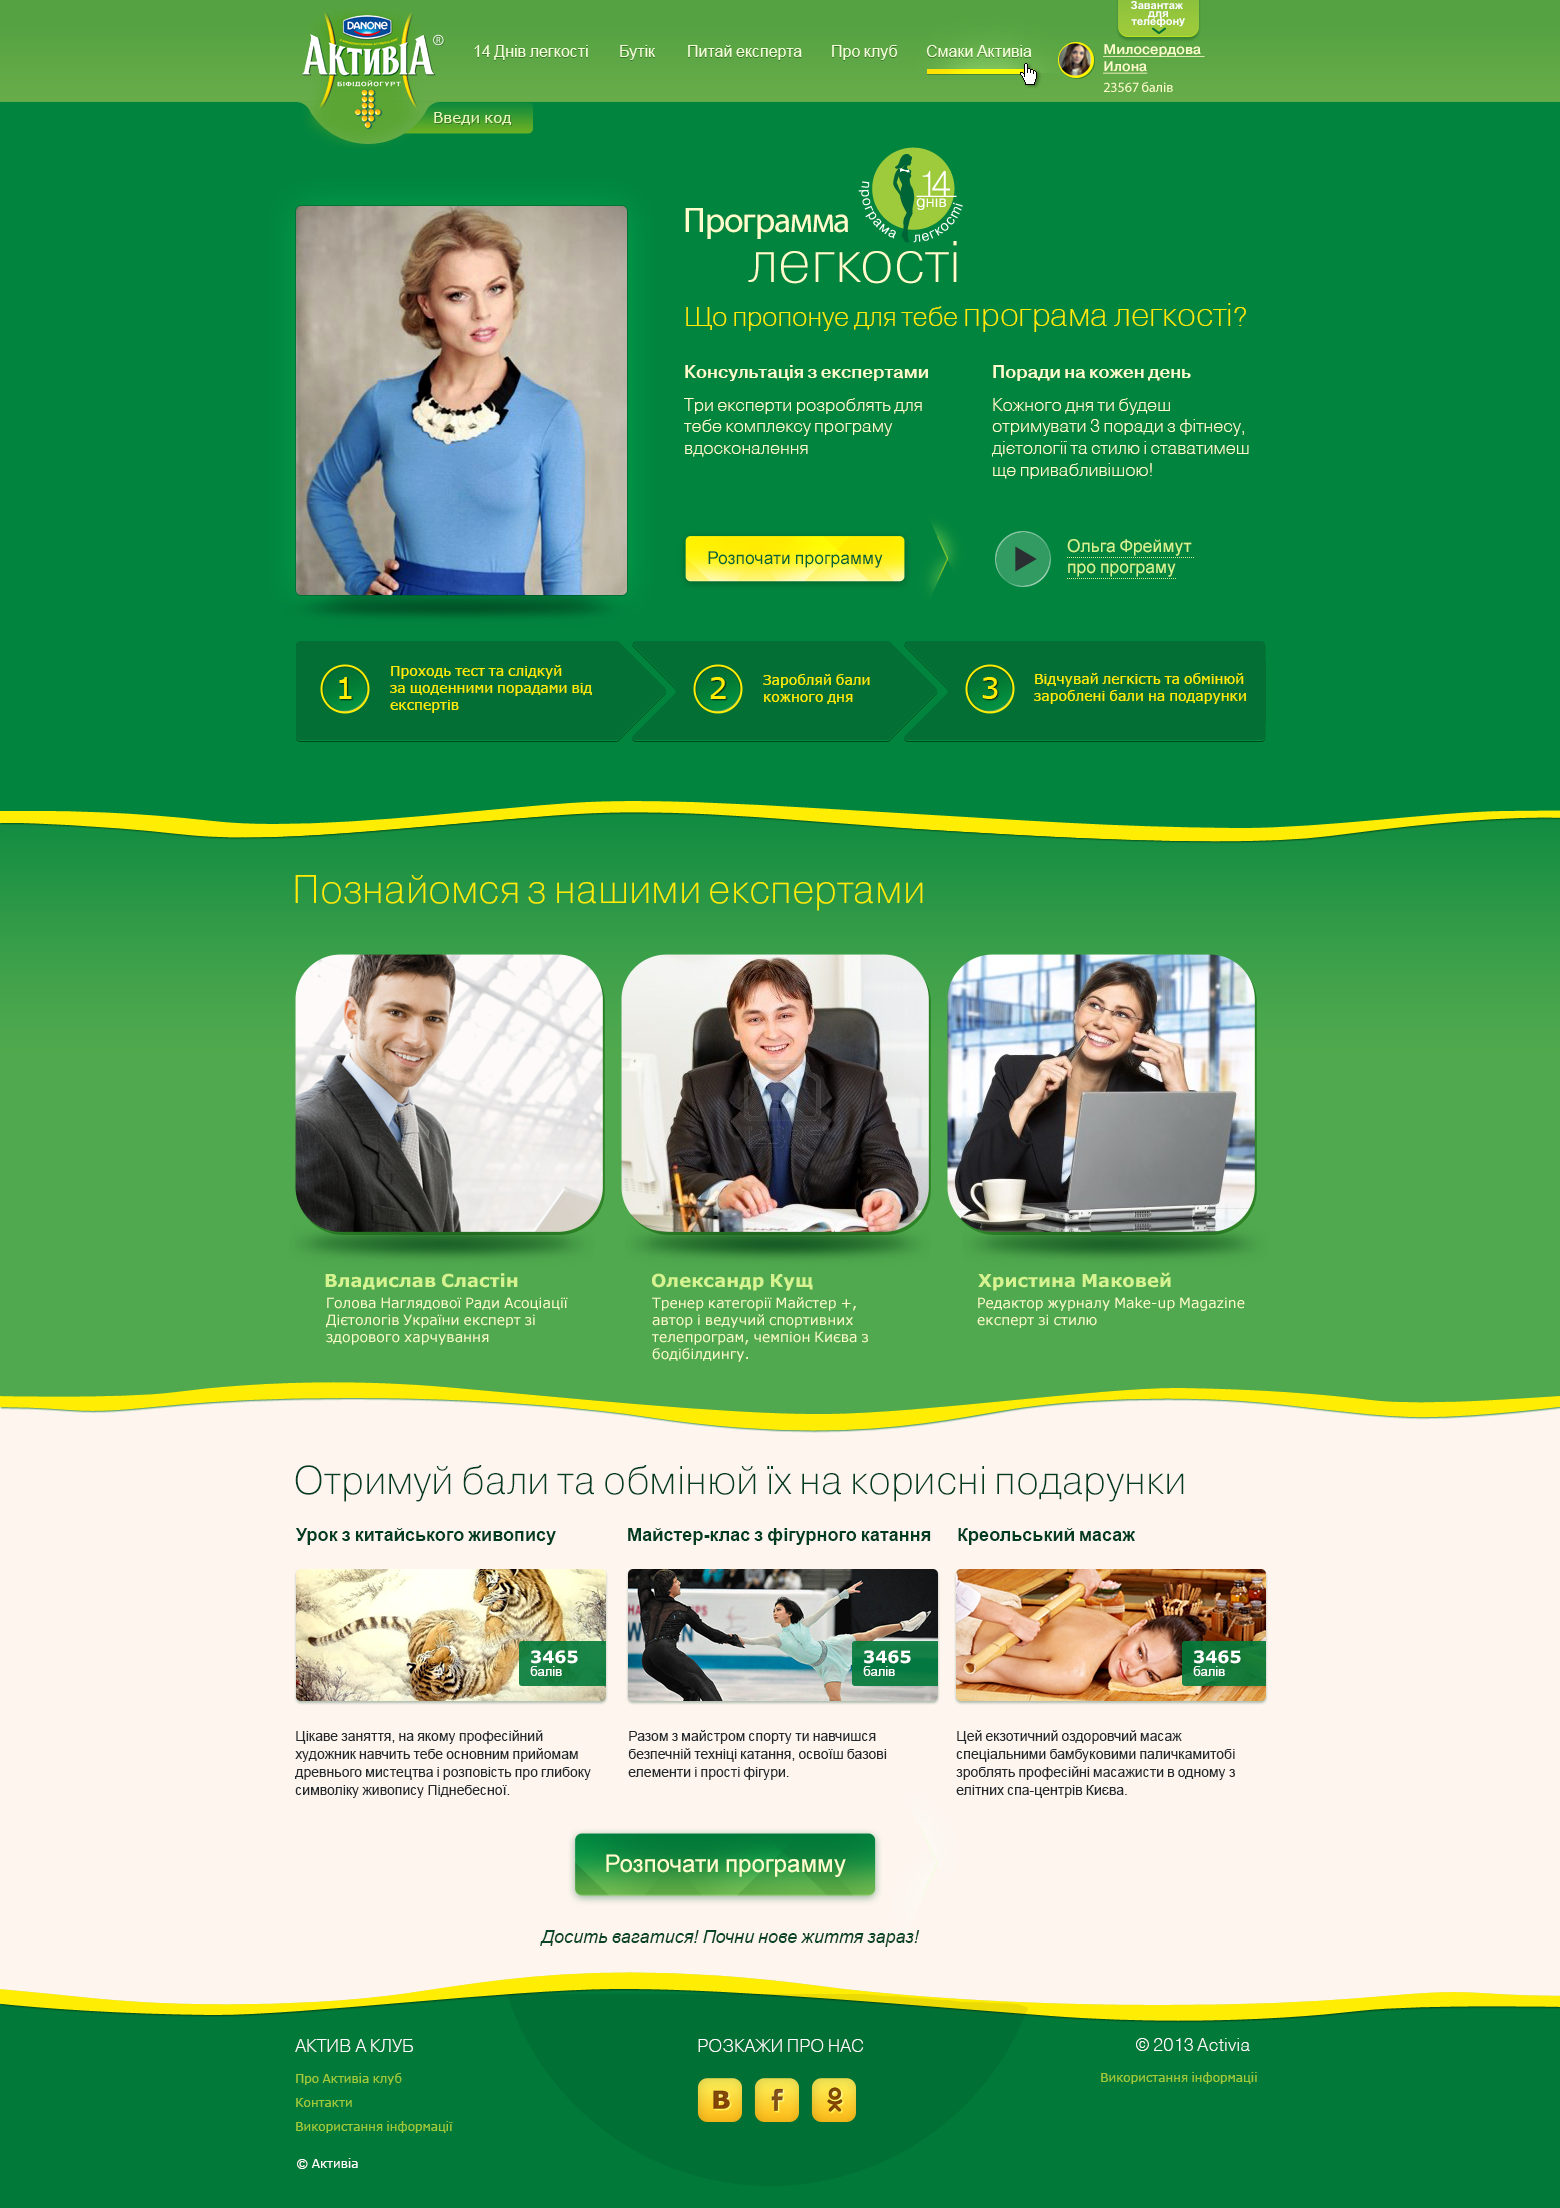 Завантаж
для
телефону
DANONE
АктивіА®
БІФІДОЙОГУРТ
14 Днів легкості
Бутік
Питай експерта
Про клуб
Смаки Активіа
Милосердова
Илона
23567 балів
Введи код
14
днів
програма легкості
Программа
легкості
Що пропонує для тебе програма легкості?
Консультація з експертами
Три експерти розроблять для
тебе комплексу програму
вдосконалення
Поради на кожен день
Кожного дня ти будеш
отримувати 3 поради з фітнесу,
дієтології та стилю і ставатимеш
ще привабливішою!
Розпочати программу
Ольга Фреймут
про програму
1
Проходь тест та слідкуй
за щоденними порадами від
експертів
2
Заробляй бали
кожного дня
3
Відчувай легкість та обмінюй
зароблені бали на подарунки
Познайомся з нашими експертами
Владислав Сластін
Голова Наглядової Ради Асоціації
Дієтологів України експерт зі
здорового харчування
Олександр Кущ
Тренер категорії Майстер +,
автор і ведучий спортивних
телепрограм, чемпіон Києва з
бодібілдингу.
Христина Маковей
Редактор журналу Make-up Magazine
експерт зі стилю
Отримуй бали та обмінюй їх на корисні подарунки
Урок з китайського живопису
Майстер-клас з фігурного катання
Креольський масаж
3465
балів
3465
балів
3465
балів
Цікаве заняття, на якому професійний
художник навчить тебе основним прийомам
древнього мистецтва і розповість про глибоку
символіку живопису Піднебесної.
Разом з майстром спорту ти навчишся
безпечній техніці катання, освоїш базові
елементи і прості фігури.
Цей екзотичний оздоровчий масаж
спеціальними бамбуковими паличкамитобі
зроблять професійні масажисти в одному з
елітних спа-центрів Києва.
Розпочати программу
Досить вагатися! Почни нове життя зараз!
АКТИВ А КЛУБ
Про Активіа клуб
Контакти
Використання інформації
© Активіа
РОЗКАЖИ ПРО НАС
В f
© 2013 Activia
Використання інформації